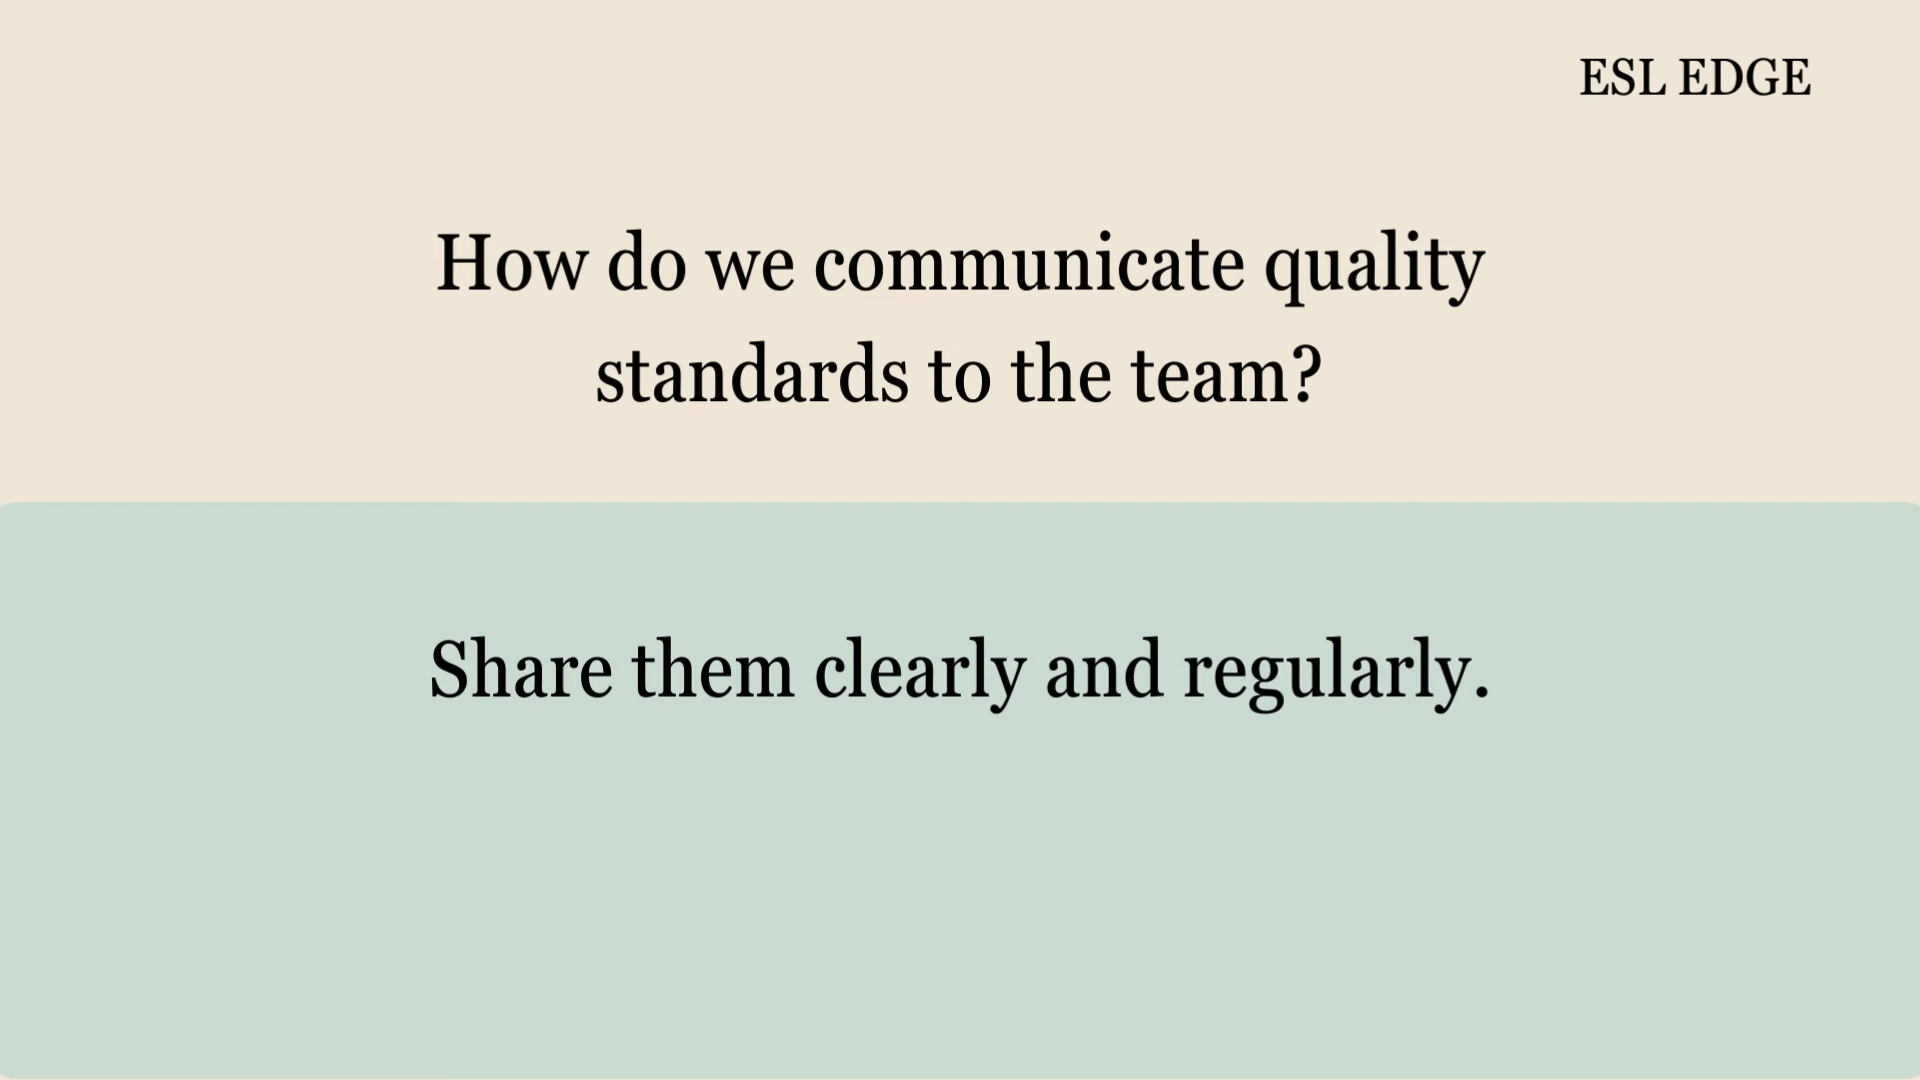 ESL EDGE
How do we communicate quality
standards to the team?
Share them clearly and regularly.